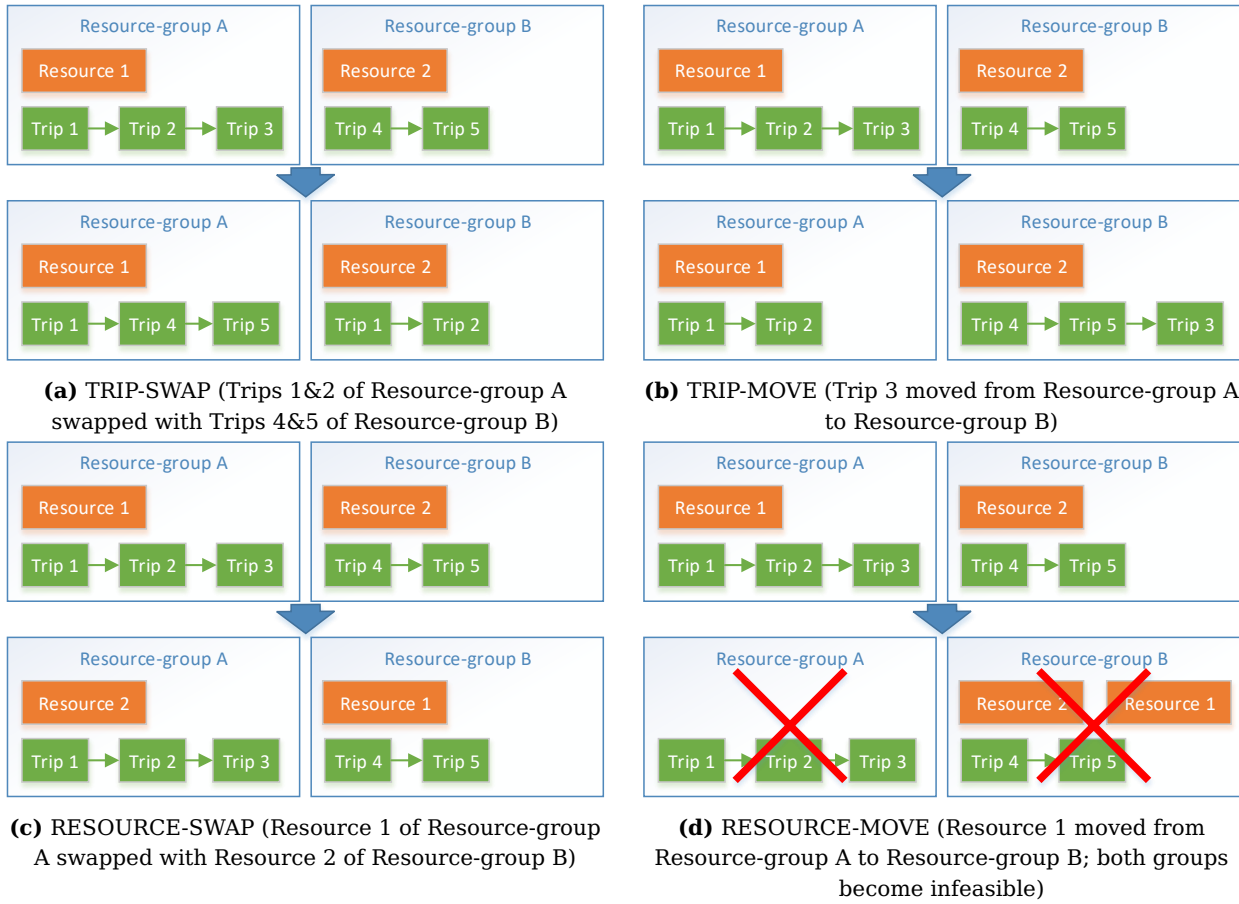 Resource-group A
Resource 1
Trip 1 Trip 2 Trip 3
Resource-group B
Resource 2
Trip 4 Trip 5
Resource-group A
Resource 1
Trip 1 Trip 4 Trip 5
Resource-group B
Resource 2
Trip 1 Trip 2
(a) TRIP-SWAP (Trips 1&2 of Resource-group A
swapped with Trips 4&5 of Resource-group B)
Resource-group A
Resource 1
Trip 1 Trip 2 Trip 3
Resource-group B
Resource 2
Trip 4 Trip 5
Resource-group A
Resource 1
Trip 1 Trip 2
Resource-group B
Resource 2
Trip 4 Trip 5 Trip 3
(b) TRIP-MOVE (Trip 3 moved from Resource-group A
to Resource-group B)
Resource-group A
Resource 1
Trip 1 Trip 2 Trip 3
Resource-group B
Resource 2
Trip 4 Trip 5
Resource-group A
Resource 2
Trip 1 Trip 2 Trip 3
Resource-group B
Resource 1
Trip 4 Trip 5
(c) RESOURCE-SWAP (Resource 1 of Resource-group
A swapped with Resource 2 of Resource-group B)
Resource-group A
Resource 1
Trip 1 Trip 2 Trip 3
Resource-group B
Resource 2
Trip 4 Trip 5
Resource-group A
Trip 1 Trip 2 Trip 3
Resource-group B
Resource 2 Resource 1
Trip 4 Trip 5
(d) RESOURCE-MOVE (Resource 1 moved from
Resource-group A to Resource-group B; both groups
become infeasible)